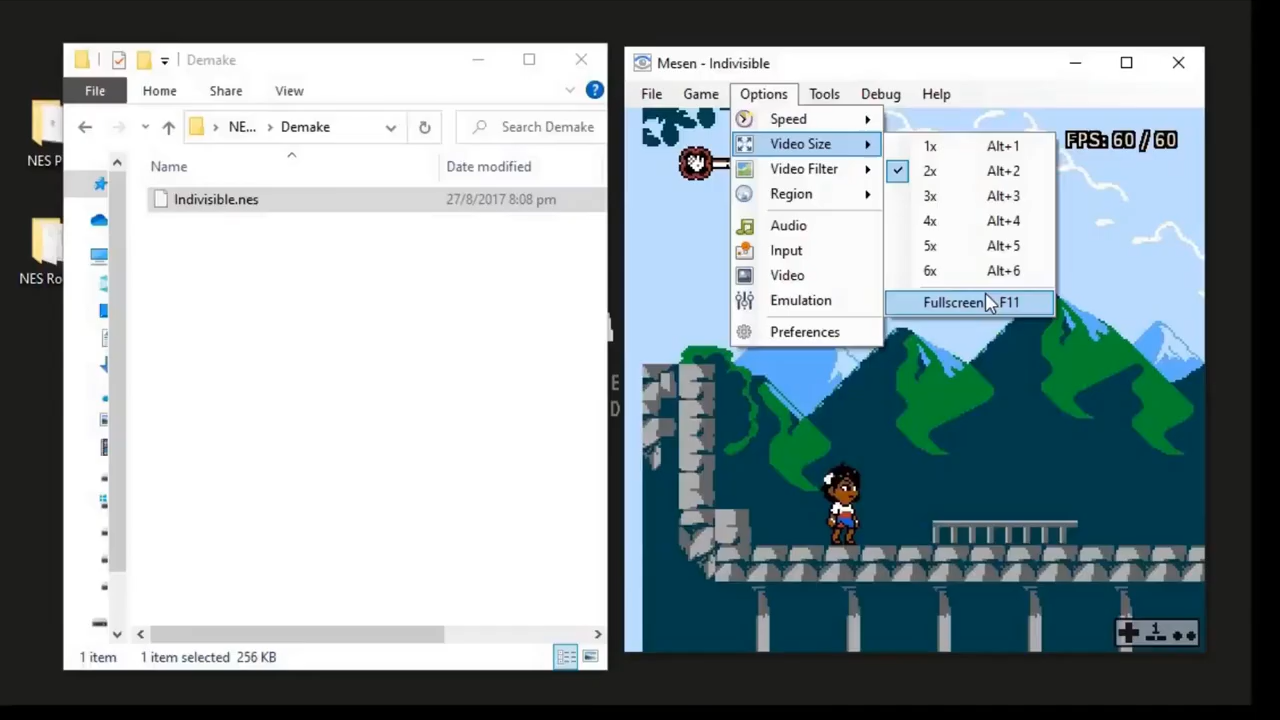 Demake
File
Home
Share
View
NE...
Demake
Search Demake
Name
Date modified
Indivisible.nes
27/8/2017 8:08 pm
1 item
1 item selected 256 KB
NES P
NES Ro
E
D
Mesen - Indivisible
File
Game
Options
Tools
Debug
Help
Speed
Video Size
Video Filter
Region
Audio
Input
Video
Emulation
Preferences
1x Alt+1
2x Alt+2
3x Alt+3
4x Alt+4
5x Alt+5
6x Alt+6
Fullscreen F11
FPS: 60 / 60
1